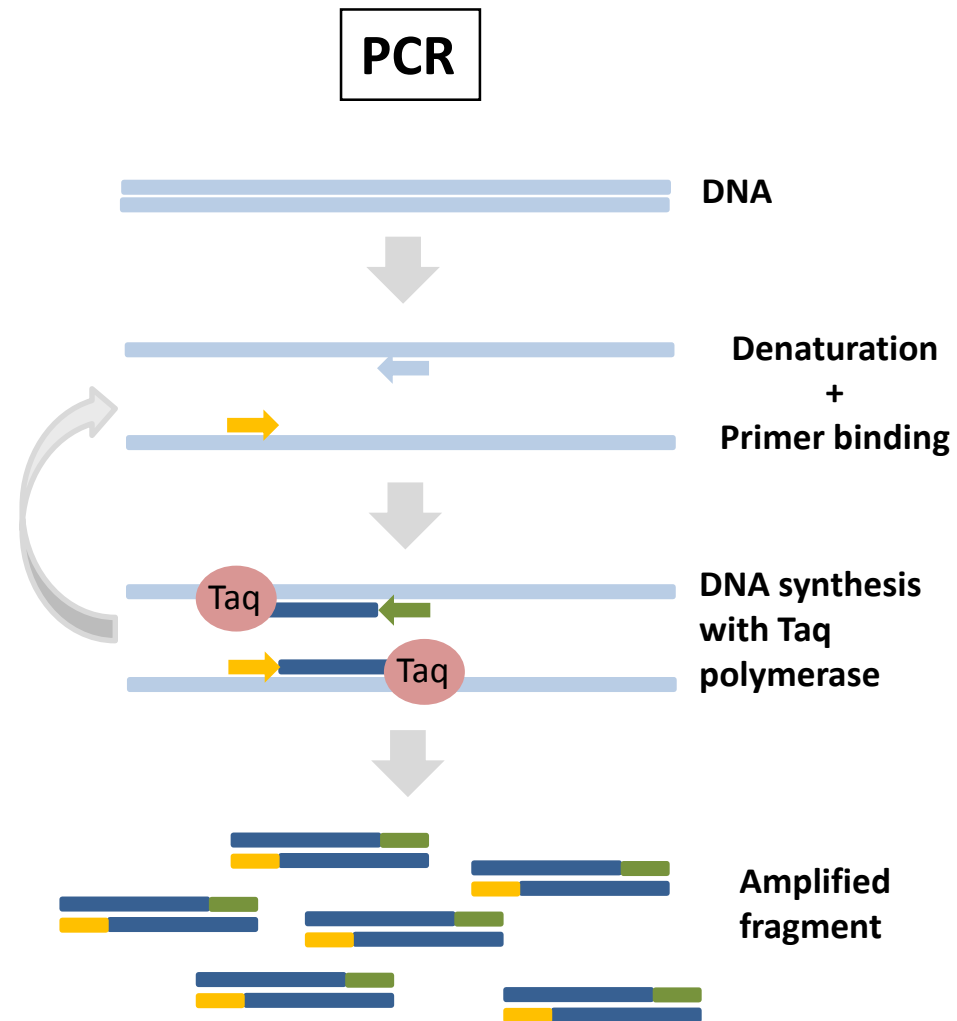 PCR
DNA
Denaturation
+
Primer binding
Taq
DNA synthesis
with Taq
polymerase
Taq
Amplified
fragment